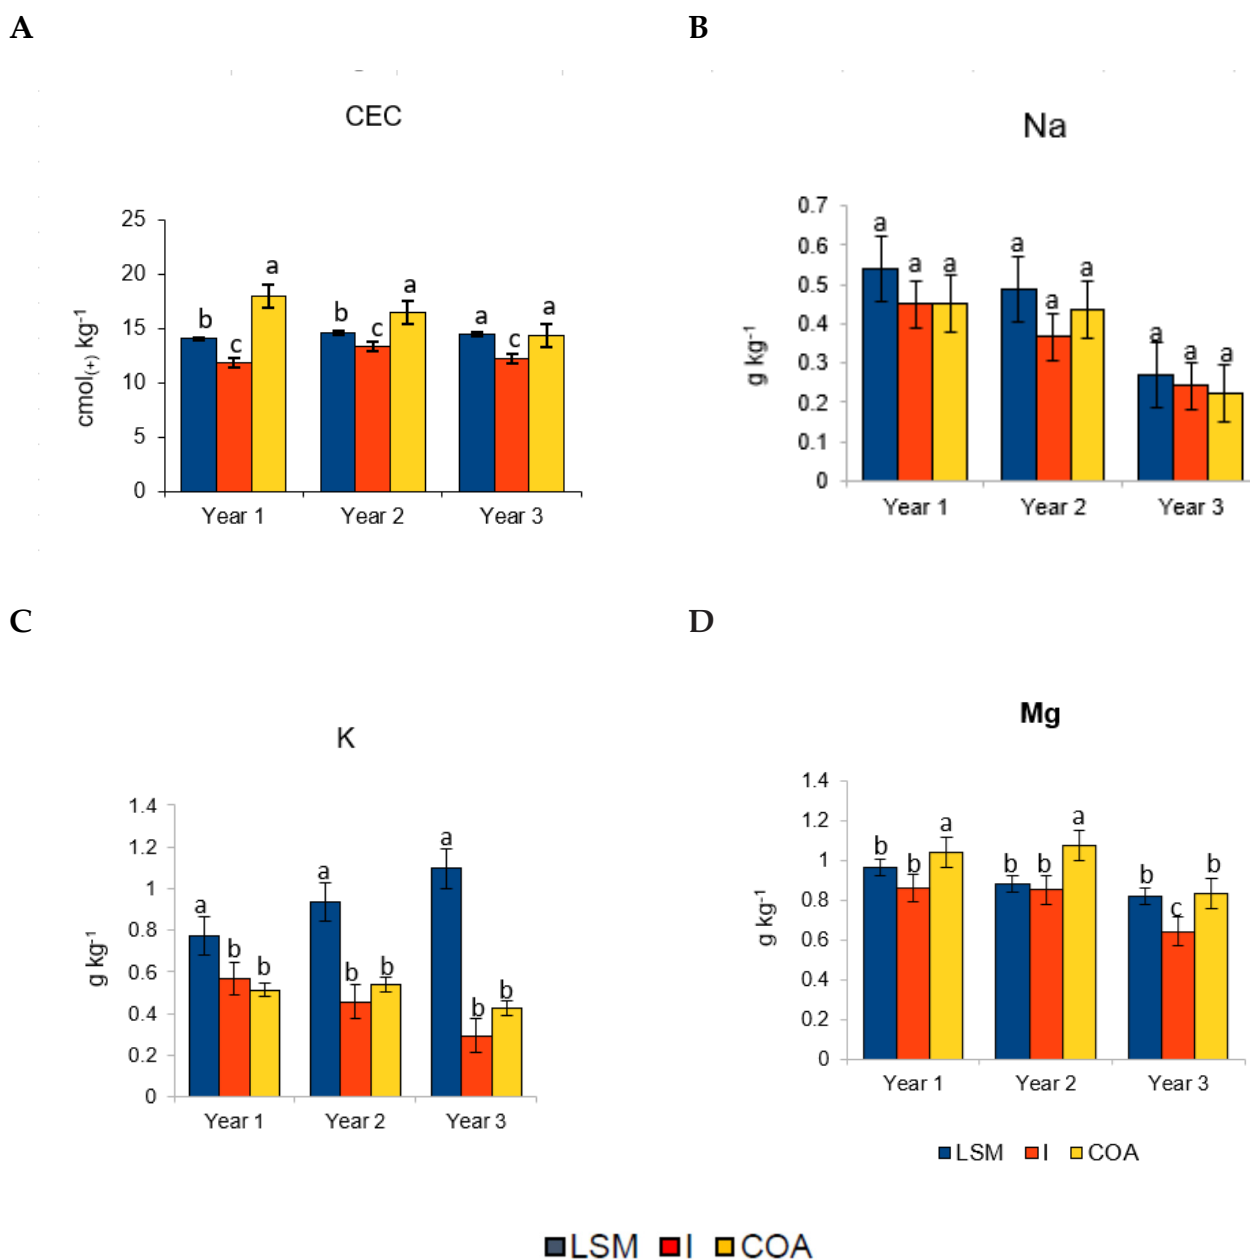 A
B
CEC
Na
cmol(+) kg-1
25
20
15
10
5
0
b
c
a
b
c
a
a
c
a
Year 1
Year 2
Year 3
g kg-1
0.7
0.6
0.5
0.4
0.3
0.2
0.1
0
a
a
a
a
a
a
a
a
a
Year 1
Year 2
Year 3
C
D
K
Mg
g kg-1
1.4
1.2
1
0.8
0.6
0.4
0.2
0
a
b
b
a
b
b
a
b
b
Year 1
Year 2
Year 3
g kg-1
1.4
1.2
1
0.8
0.6
0.4
0.2
0
b
b
a
b
b
a
b
c
b
Year 1
Year 2
Year 3
LSM I COA
LSM I COA